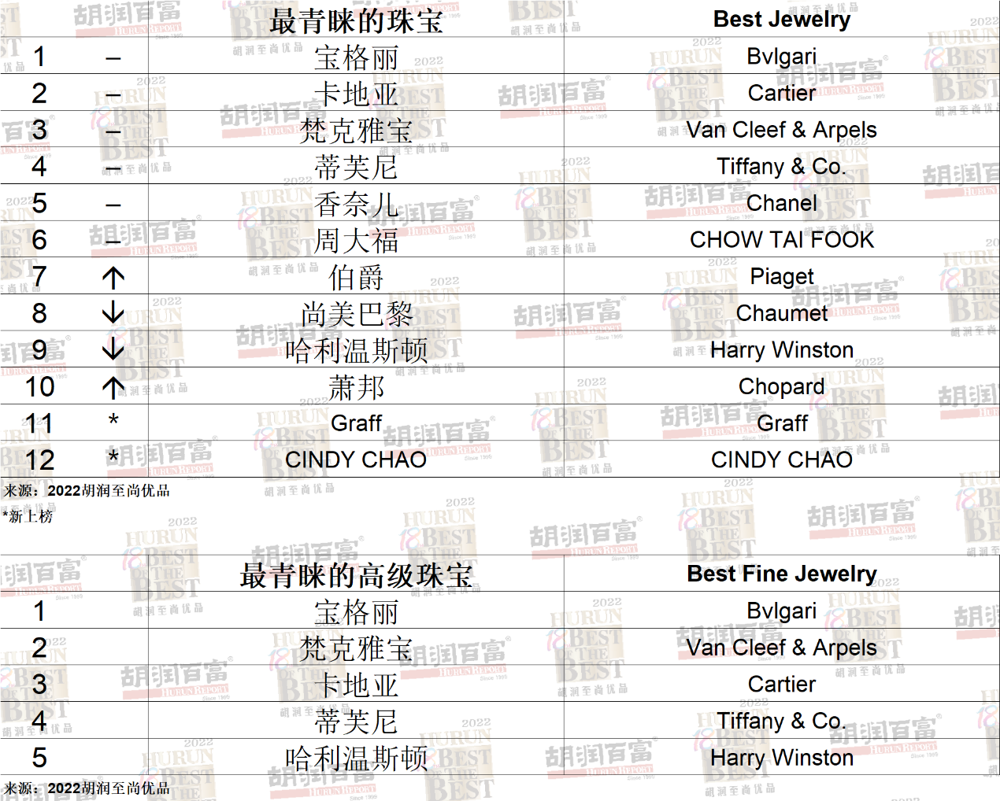 最青睐的珠宝 Best Jewelry
1 – 宝格丽 Bvlgari
2 – 卡地亚 Cartier
3 – 梵克雅宝 Van Cleef & Arpels
4 – 蒂芙尼 Tiffany & Co.
5 – 香奈儿 Chanel
6 – 周大福 CHOW TAI FOOK
7 ↑ 伯爵 Piaget
8 ↓ 尚美巴黎 Chaumet
9 ↓ 哈利温斯顿 Harry Winston
10 ↑ 萧邦 Chopard
11 * Graff Graff
12 * CINDY CHAO CINDY CHAO
来源：2022胡润至尚优品
*新上榜
最青睐的高级珠宝 Best Fine Jewelry
1 宝格丽 Bvlgari
2 梵克雅宝 Van Cleef & Arpels
3 卡地亚 Cartier
4 蒂芙尼 Tiffany & Co.
5 哈利温斯顿 Harry Winston
来源：2022胡润至尚优品